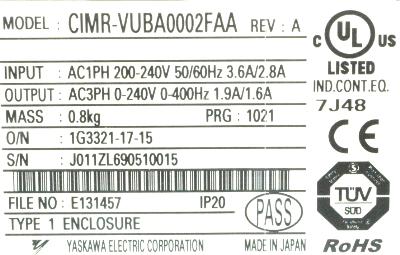 MODEL : CIMR-VUBA0002FAA REV : A
INPUT : AC1PH 200-240V 50/60Hz 3.6A/2.8A
OUTPUT : AC3PH 0-240V 0-400Hz 1.9A/1.6A
MASS : 0.8kg PRG : 1021
O/N : 1G3321-17-15
S/N : J011ZL690510015
FILE NO : E131457 IP20
TYPE 1 ENCLOSURE
PASS
YASKAWA ELECTRIC CORPORATION MADE IN JAPAN
C UL US
LISTED
IND.CONT.EQ.
7J48
CE
TÜV
SÜD
RoHS